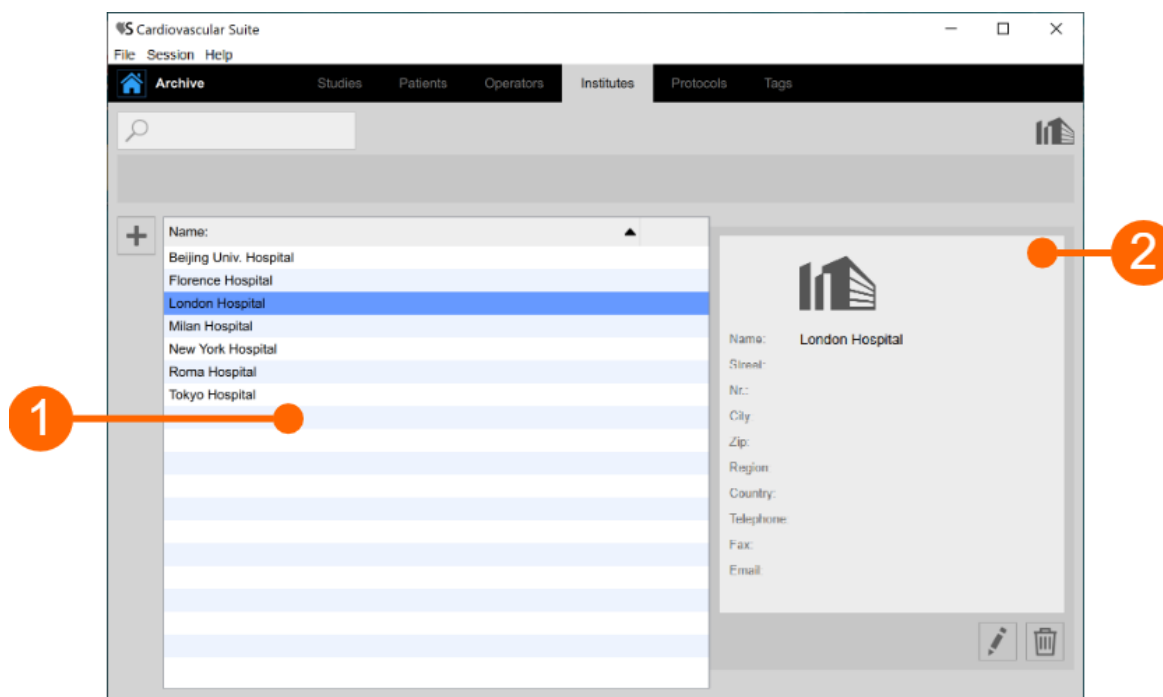 Cardiovascular Suite
File Session Help
Archive Studies Patients Operators Institutes Protocols Tags
Name:
Beijing Univ. Hospital
Florence Hospital
London Hospital
Milan Hospital
New York Hospital
Roma Hospital
Tokyo Hospital
1
2
Name: London Hospital
Street:
Nr.:
City:
Zip:
Region:
Country:
Telephone:
Fax:
Email: